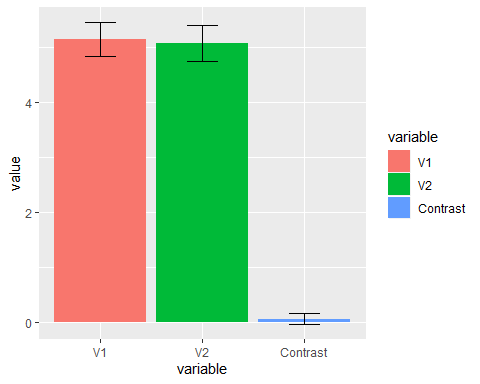 value
4
2
0
V1 V2 Contrast
variable
variable
V1
V2
Contrast